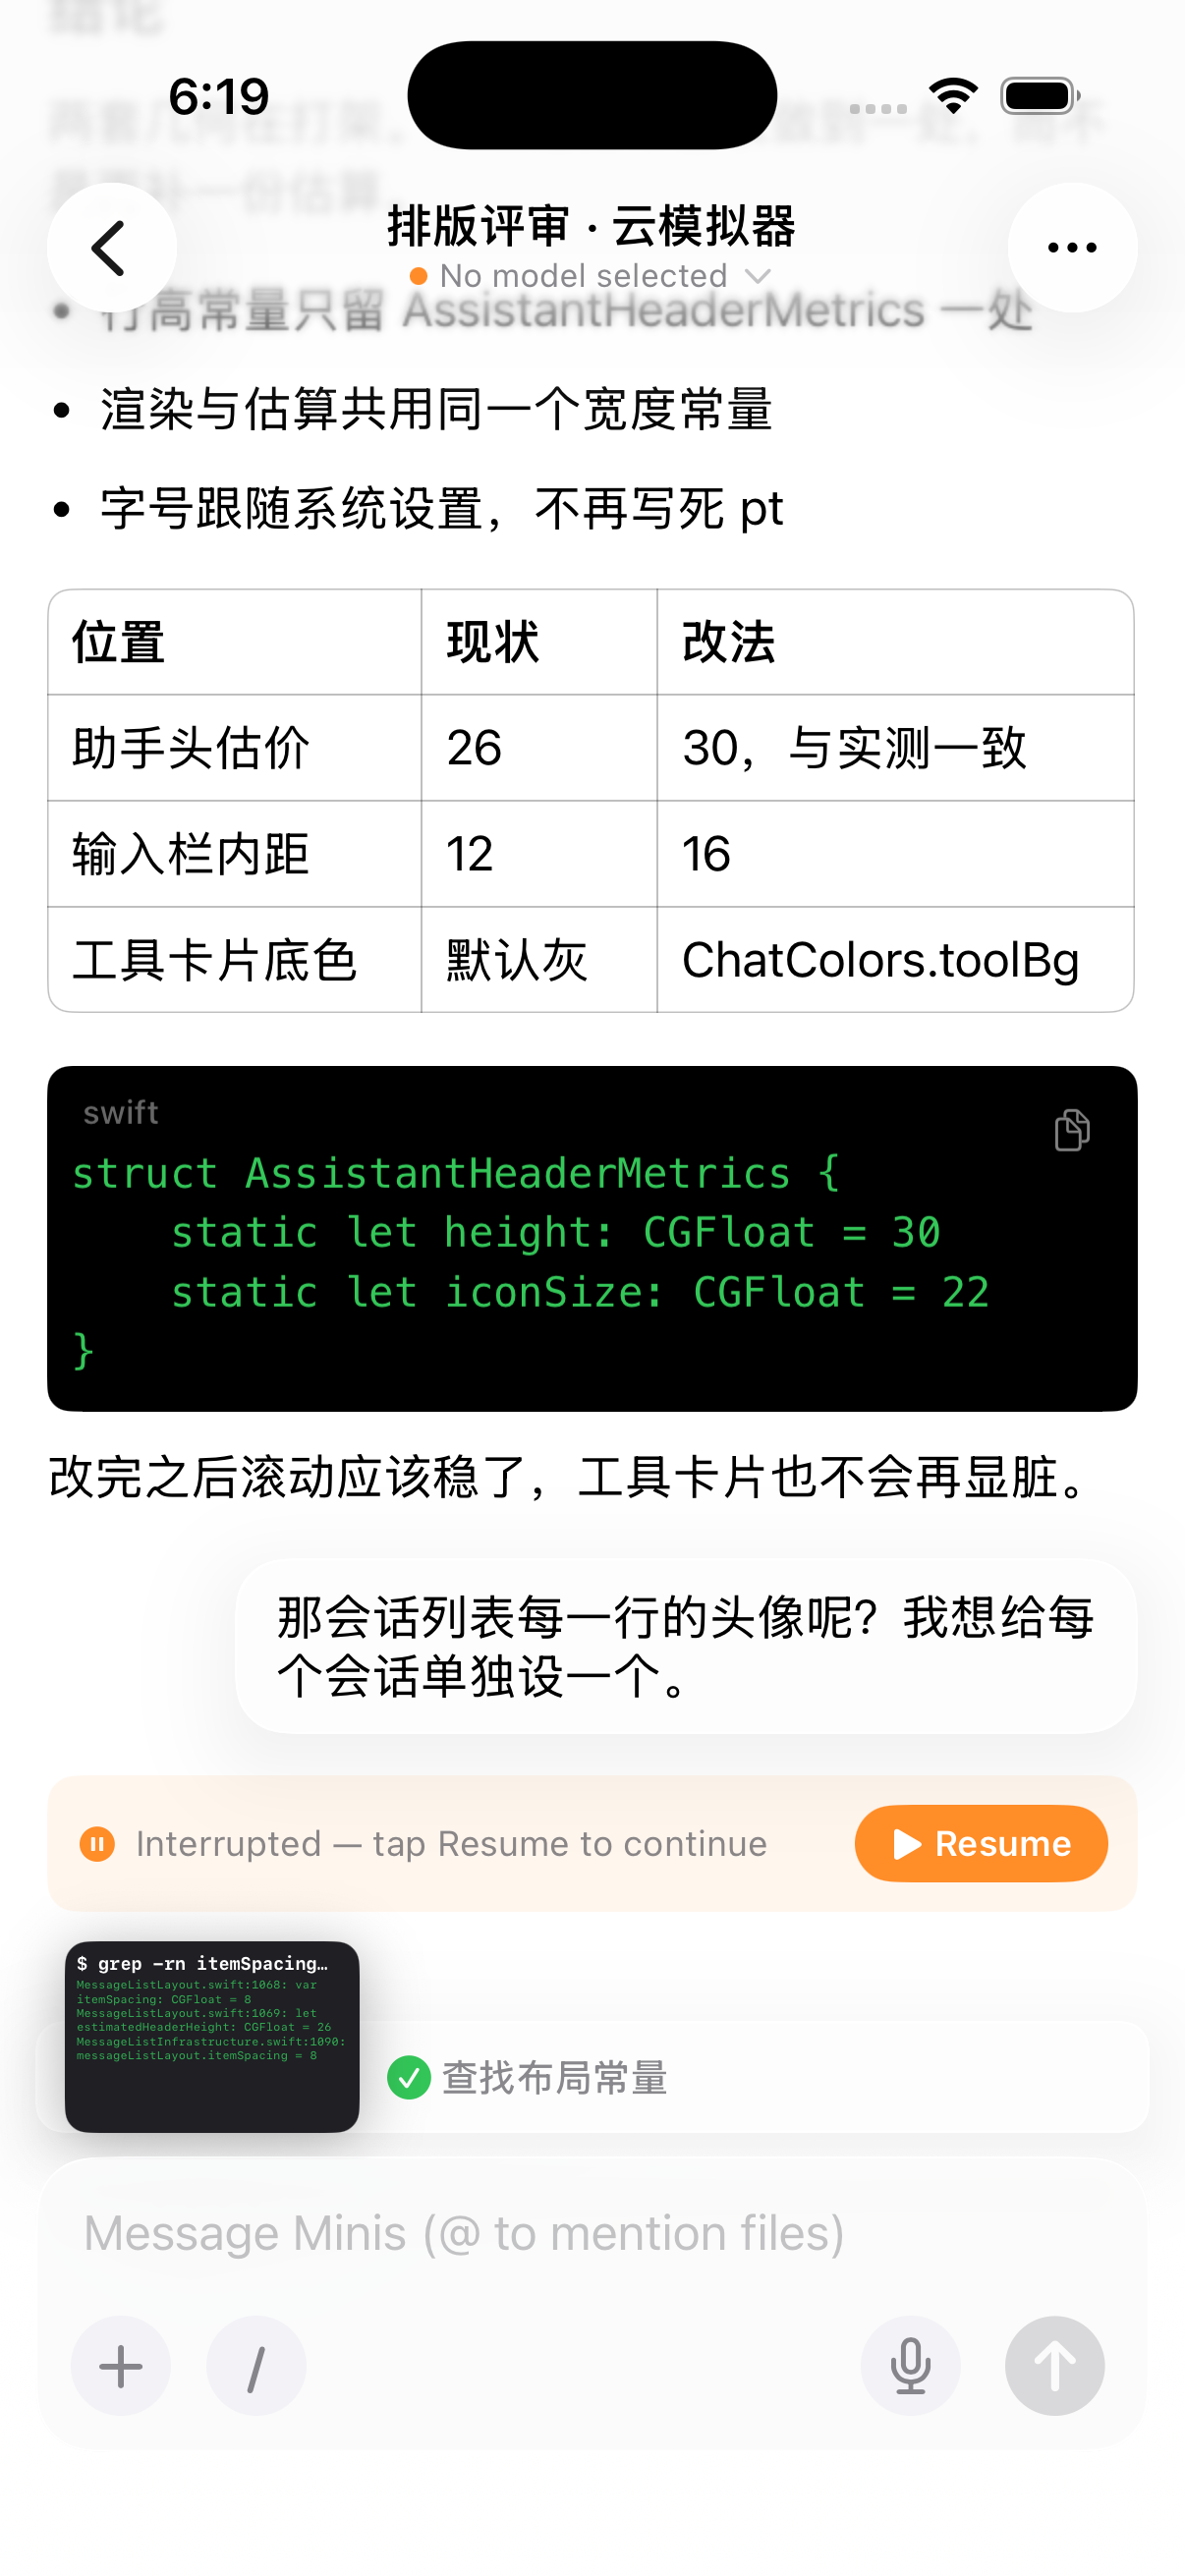 结论
6:19
排版评审 · 云模拟器
No model selected
行高常量只留 AssistantHeaderMetrics 一处
• 渲染与估算共用同一个宽度常量
• 字号跟随系统设置，不再写死 pt
位置 现状 改法
助手头估价 26 30，与实测一致
输入栏内距 12 16
工具卡片底色 默认灰 ChatColors.toolBg
swift
struct AssistantHeaderMetrics {
    static let height: CGFloat = 30
    static let iconSize: CGFloat = 22
}
改完之后滚动应该稳了，工具卡片也不会再显脏。
那会话列表每一行的头像呢？我想给每
个会话单独设一个。
Interrupted — tap Resume to continue
Resume
$ grep -rn itemSpacing…
MessageListLayout.swift:1068: var
itemSpacing: CGFloat = 8
MessageListLayout.swift:1069: let
estimatedHeaderHeight: CGFloat = 26
MessageListInfrastructure.swift:1090:
messageListLayout.itemSpacing = 8
查找布局常量
Message Minis (@ to mention files)
/